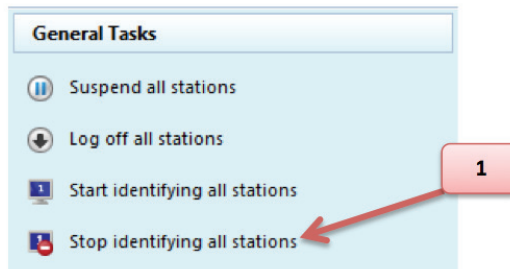 General Tasks
Suspend all stations
Log off all stations
1
Start identifying all stations
Stop identifying all stations